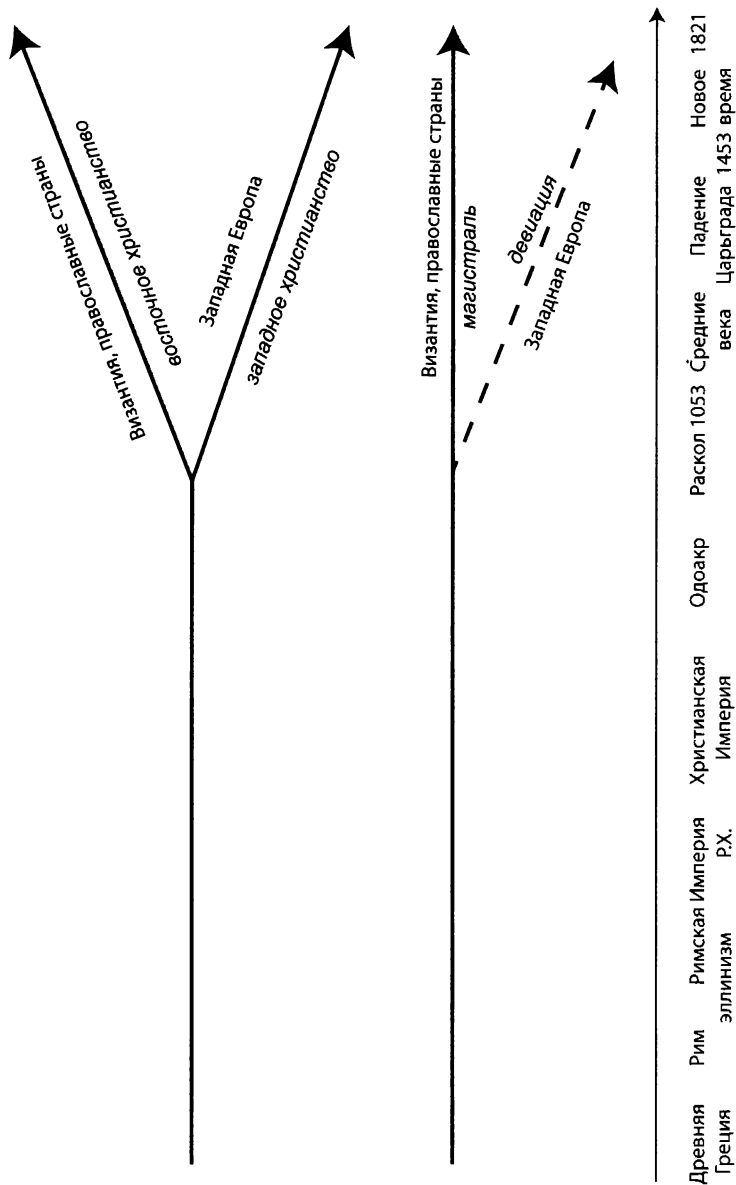 Византия, православные страны
восточное христианство
Западная Европа
западное христианство
Византия, православные страны
магистраль
девиация
Западная Европа
Древняя Рим Римская Империя Христианская Одоакр Раскол 1053 Средние Падение Новое 1821
Греция эллинизм Р.Х. Империя века Царьграда 1453 время